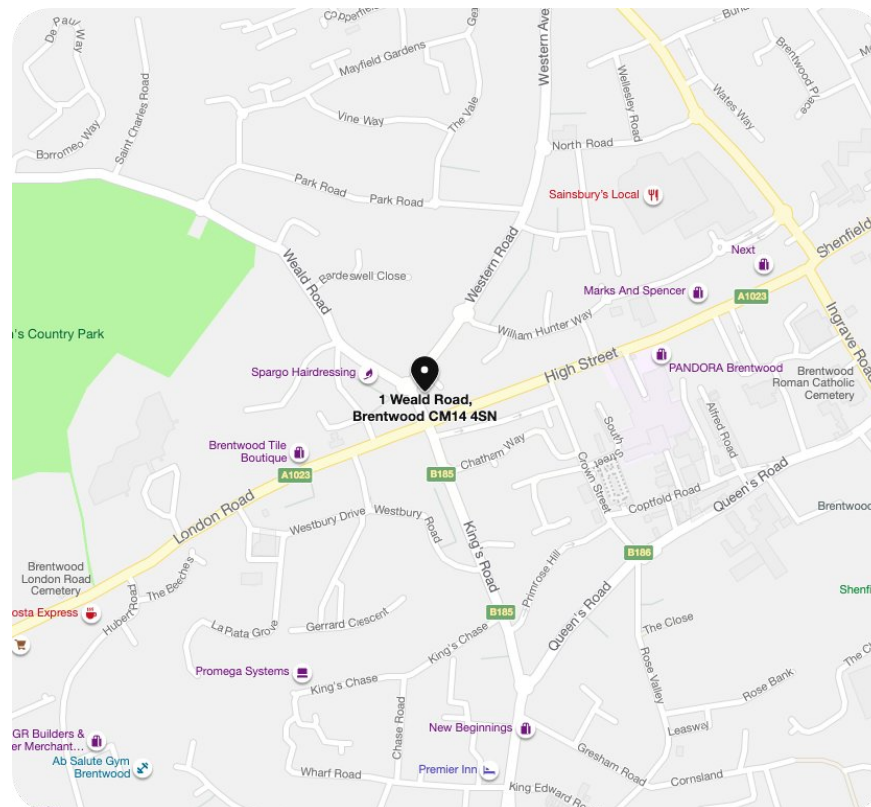 Copperfield
De Paul Way
Mayfield Gardens
Western Ave
Brentwood Place
Wellesley Road
Wates Way
Saint Charles Road
Vine Way
The Vale
Borromeo Way
North Road
Park Road
Park Road
Sainsbury's Local
Weald Road
Western Road
Shenfield
Next
Bardeswell Close
Marks And Spencer
A1023
William Hunter Way
Ingrave Road
n's Country Park
High Street
Spargo Hairdressing
PANDORA Brentwood
Brentwood
Roman Catholic
Cemetery
1 Weald Road,
Brentwood CM14 4SN
South Street
Alfred Road
Brentwood Tile
Boutique
A1023
B185
Chatham Way
Crown Street
Queen's Road
London Road
Coptfold Road
Westbury Drive
Westbury Road
King's Road
Brentwood
Primrose Hill
B186
Brentwood
London Road
Cemetery
The Beeches
Hubert Road
osta Express
La Plata Grove
Gerrard Crescent
B185
Queen's Road
The Close
Shenfi
King's Chase
Promega Systems
King's Chase
Rose Valley
Rose Bank
The Cl
Chase Road
New Beginnings
Leasway
GR Builders &
er Merchant...
Ab Salute Gym
Brentwood
Wharf Road
Premier Inn
Gresham Road
King Edward Ro
Cornsland